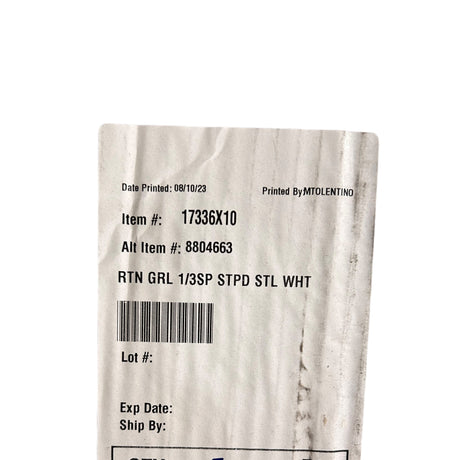 Date Printed: 08/10/23 Printed By:MTOLENTINO
Item #: 17336X10
Alt Item #: 8804663
RTN GRL 1/3SP STPD STL WHT
Lot #:
Exp Date:
Ship By: